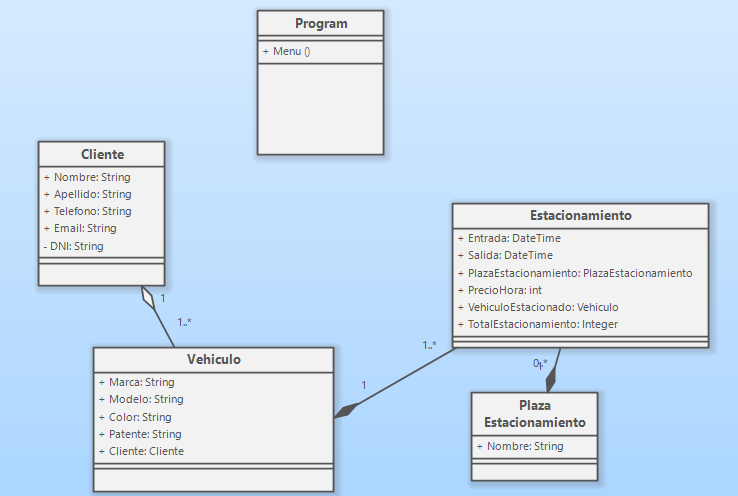 Program
+ Menu ()
Cliente
+ Nombre: String
+ Apellido: String
+ Telefono: String
+ Email: String
- DNI: String
1
1..*
Vehiculo
+ Marca: String
+ Modelo: String
+ Color: String
+ Patente: String
+ Cliente: Cliente
1
1..*
Estacionamiento
+ Entrada: DateTime
+ Salida: DateTime
+ PlazaEstacionamiento: PlazaEstacionamiento
+ PrecioHora: int
+ VehiculoEstacionado: Vehiculo
+ TotalEstacionamiento: Integer
Plaza
Estacionamiento
+ Nombre: String